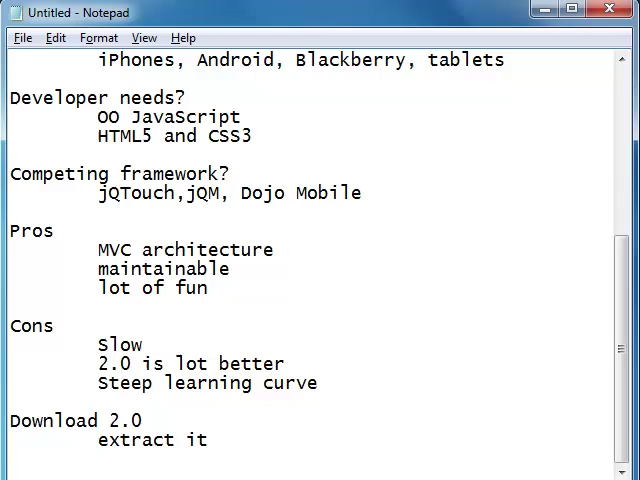 Untitled - Notepad
File Edit Format View Help
iPhones, Android, Blackberry, tablets
Developer needs?
OO JavaScript
HTML5 and CSS3
Competing framework?
jQTouch,jQM, Dojo Mobile
Pros
MVC architecture
maintainable
lot of fun
Cons
Slow
2.0 is lot better
Steep learning curve
Download 2.0
extract it